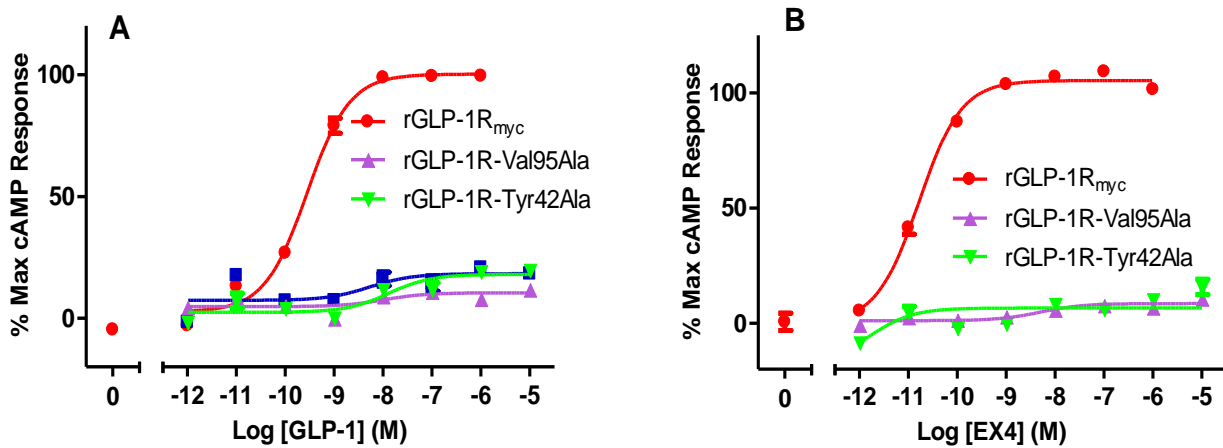 A
% Max cAMP Response
100
50
0
rGLP-1Rmyc
rGLP-1R-Val95Ala
rGLP-1R-Tyr42Ala
0 -12 -11 -10 -9 -8 -7 -6 -5
Log [GLP-1] (M)
B
% Max cAMP Response
100
50
0
rGLP-1Rmyc
rGLP-1R-Val95Ala
rGLP-1R-Tyr42Ala
0 -12 -11 -10 -9 -8 -7 -6 -5
Log [EX4] (M)